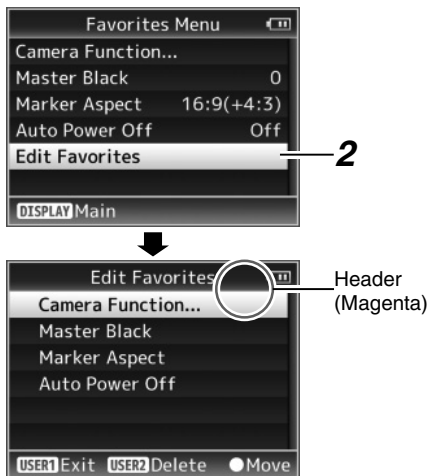 Favorites Menu
Camera Function...
Master Black 0
Marker Aspect 16:9(+4:3)
Auto Power Off Off
Edit Favorites
2
DISPLAY Main
Edit Favorites
Header
(Magenta)
Camera Function...
Master Black
Marker Aspect
Auto Power Off
USER1 Exit USER2 Delete ●Move